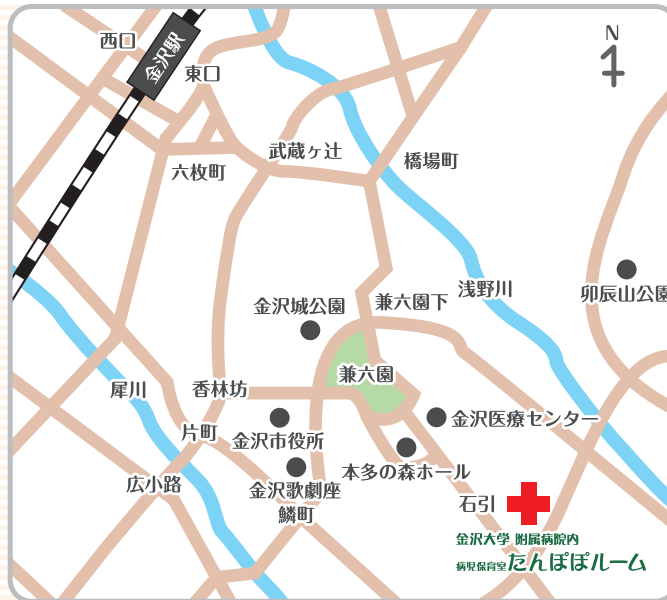 西口
金沢駅
東口
N
武蔵ヶ辻
六枚町
橋場町
卯辰山公園
浅野川
金沢城公園
兼六園下
兼六園
犀川
香林坊
金沢医療センター
片町
金沢市役所
本多の森ホール
広小路
金沢歌劇座
鱗町
石引
金沢大学 附属病院内
病児保育室たんぽぽルーム